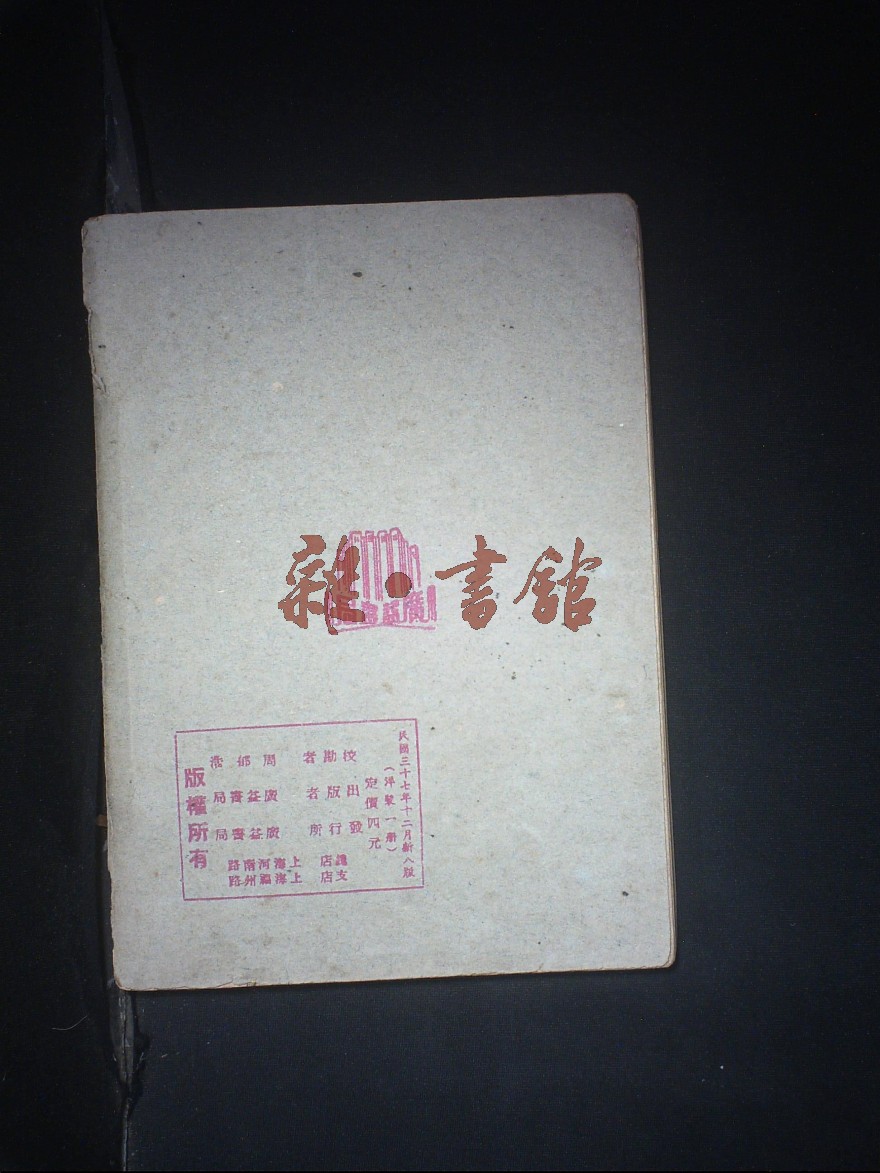 雜·書館
廣益書局
民國三十七年十二月新八版
(洋裝一册)
定價四元
校勘者 周郁浩
出版者 廣益書局
發行所 廣益書局
店 上海河南路
支店 上海福州路
版權所有